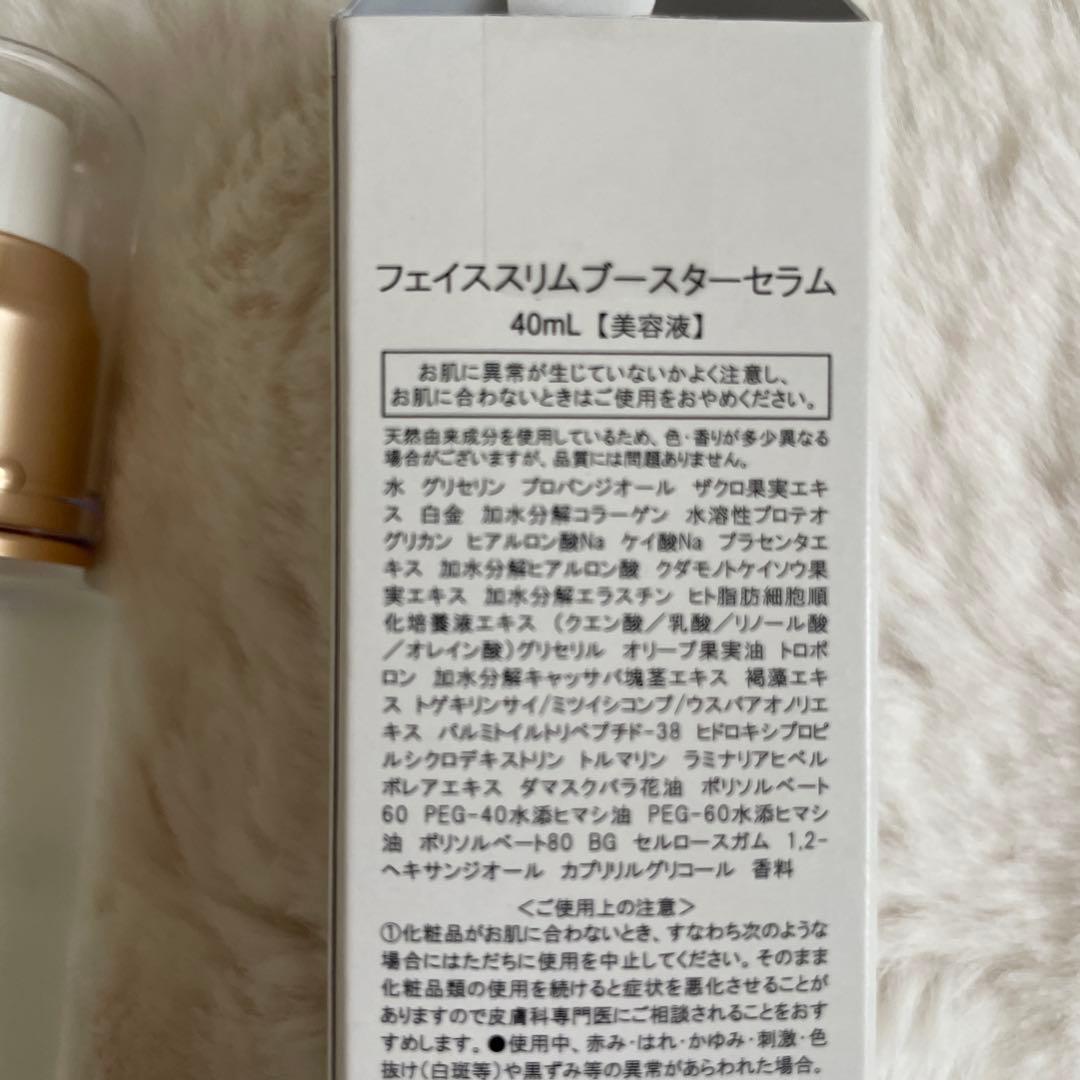 フェイススリムブースターセラム
40mL【美容液】
お肌に異常が生じていないかよく注意し、
お肌に合わないときはご使用をおやめください。
天然由来成分を使用しているため、色・香りが多少異なる
場合がございますが、品質には問題ありません。
水 グリセリン プロパンジオール ザクロ果実エキ
ス 白金 加水分解コラーゲン 水溶性プロテオ
グリカン ヒアルロン酸Na ケイ酸Na プラセンタエ
キス 加水分解ヒアルロン酸 クダモノトケイソウ果
実エキス 加水分解エラスチン ヒト脂肪細胞順
化培養液エキス （クエン酸／乳酸／リノール酸
／オレイン酸）グリセリル オリーブ果実油 トロポ
ロン 加水分解キャッサバ塊茎エキス 褐藻エキ
ス トゲキリンサイ/ミツイシコンブ/ウスバアオノリエ
キス パルミトイルトリペプチド-38 ヒドロキシプロピ
ルシクロデキストリン トルマリン ラミナリアヒペル
ボレアエキス ダマスクバラ花油 ポリソルベート
60 PEG-40水添ヒマシ油 PEG-60水添ヒマシ
油 ポリソルベート80 BG セルロースガム 1,2-
ヘキサンジオール カプリリルグリコール 香料
＜ご使用上の注意＞
①化粧品がお肌に合わないとき、すなわち次のような
場合にはただちに使用を中止してください。そのまま
化粧品類の使用を続けると症状を悪化させることが
ありますので皮膚科専門医にご相談されることをおす
すめします。●使用中、赤み・はれ・かゆみ・刺激・色
抜け（白斑等）や黒ずみ等の異常があらわれた場合。